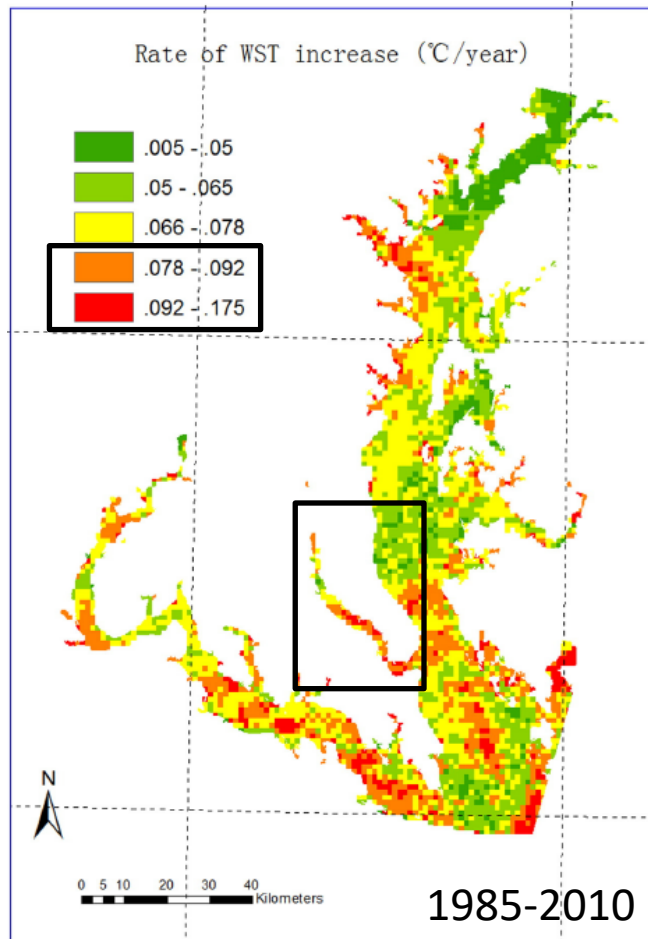 Rate of WST increase (℃/year)
.005 - .05
.05 - .065
.066 - .078
.078 - .092
.092 - .175
N
0 5 10 20 30 40
Kilometers
1985-2010